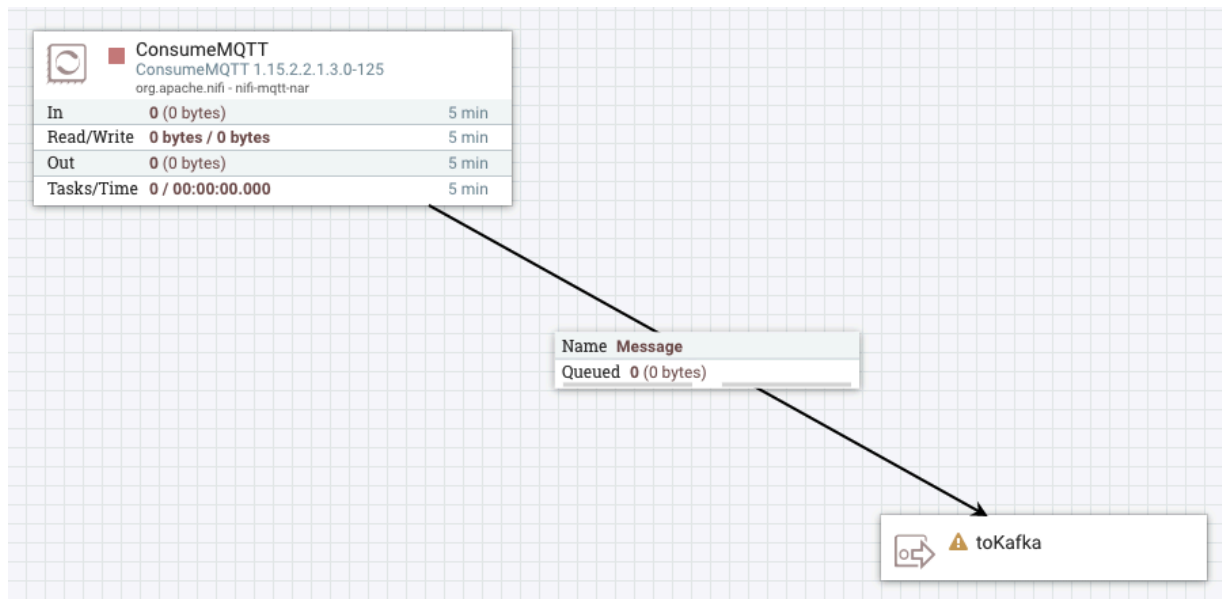 ConsumeMQTT
ConsumeMQTT 1.15.2.2.1.3.0-125
org.apache.nifi - nifi-mqtt-nar
In 0 (0 bytes) 5 min
Read/Write 0 bytes / 0 bytes 5 min
Out 0 (0 bytes) 5 min
Tasks/Time 0 / 00:00:00.000 5 min
Name Message
Queued 0 (0 bytes)
toKafka